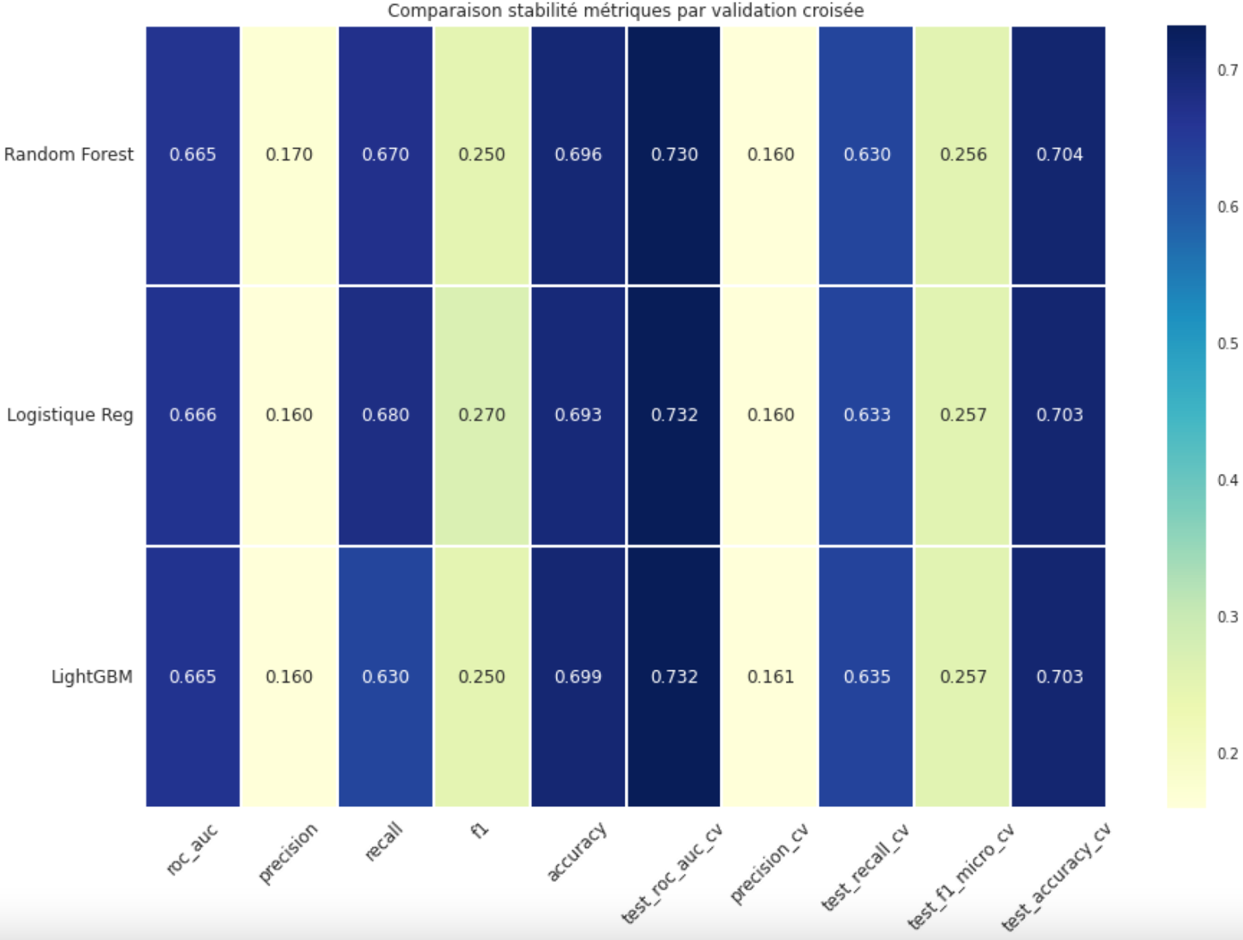 Comparaison stabilité métriques par validation croisée
0.7
Random Forest 0.665 0.170 0.670 0.250 0.696 0.730 0.160 0.630 0.256 0.704
0.6
0.5
Logistique Reg 0.666 0.160 0.680 0.270 0.693 0.732 0.160 0.633 0.257 0.703
0.4
0.3
LightGBM 0.665 0.160 0.630 0.250 0.699 0.732 0.161 0.635 0.257 0.703
0.2
roc_auc precision recall f1 accuracy test_roc_auc_cv precision_cv test_recall_cv test_f1_micro_cv test_accuracy_cv